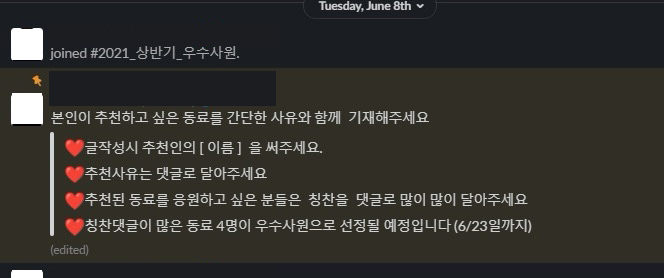 Tuesday, June 8th
joined #2021_상반기_우수사원.
본인이 추천하고 싶은 동료를 간단한 사유와 함께 기재해주세요
❤️글작성시 추천인의 [ 이름 ] 을 써주세요.
❤️추천사유는 댓글로 달아주세요
❤️추천된 동료를 응원하고 싶은 분들은 칭찬을 댓글로 많이 많이 달아주세요
❤️칭찬댓글이 많은 동료 4명이 우수사원으로 선정될 예정입니다 (6/23일까지)
(edited)